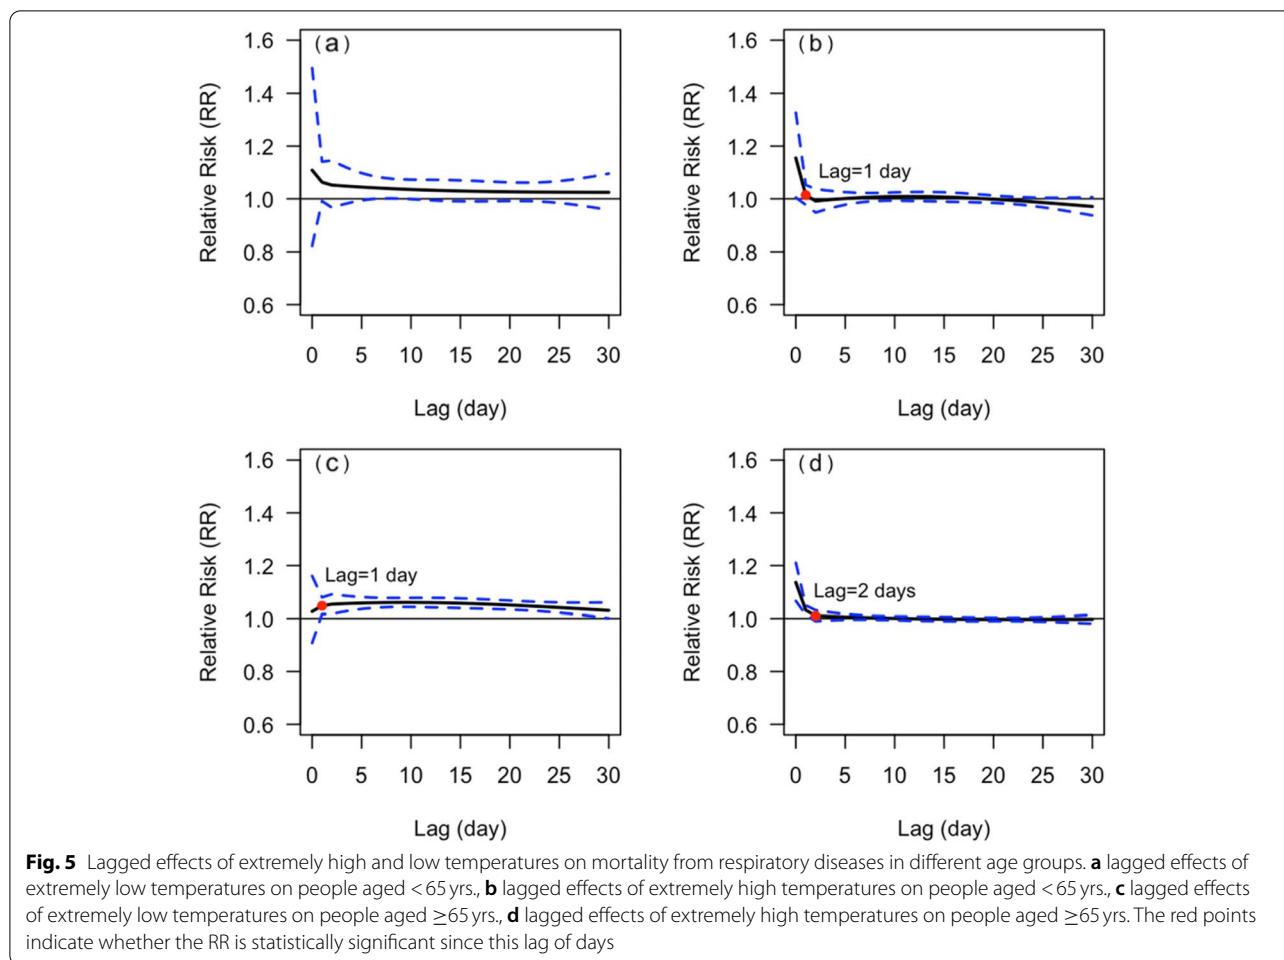 (a)
1.6
1.4
1.2
1.0
0.8
0.6
Relative Risk (RR)
0 5 10 15 20 25 30
Lag (day)
(b)
1.6
1.4
1.2
1.0
0.8
0.6
Relative Risk (RR)
Lag=1 day
0 5 10 15 20 25 30
Lag (day)
(c)
1.6
1.4
1.2
1.0
0.8
0.6
Relative Risk (RR)
Lag=1 day
0 5 10 15 20 25 30
Lag (day)
(d)
1.6
1.4
1.2
1.0
0.8
0.6
Relative Risk (RR)
Lag=2 days
0 5 10 15 20 25 30
Lag (day)
Fig. 5 Lagged effects of extremely high and low temperatures on mortality from respiratory diseases in different age groups. a lagged effects of
extremely low temperatures on people aged <65 yrs., b lagged effects of extremely high temperatures on people aged <65 yrs., c lagged effects
of extremely low temperatures on people aged ≥65 yrs., d lagged effects of extremely high temperatures on people aged ≥65 yrs. The red points
indicate whether the RR is statistically significant since this lag of days